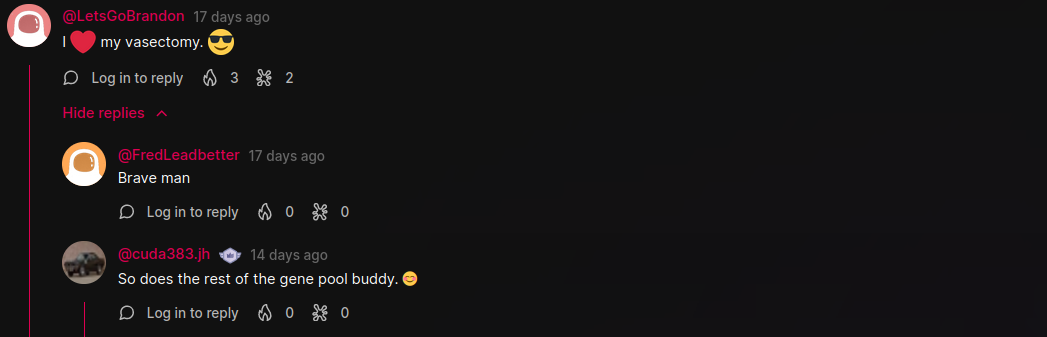 @LetsGoBrandon 17 days ago
I ❤️ my vasectomy. 😎
Log in to reply 3 2
Hide replies
@FredLeadbetter 17 days ago
Brave man
Log in to reply 0 0
@cuda383.jh 14 days ago
So does the rest of the gene pool buddy. 😊
Log in to reply 0 0